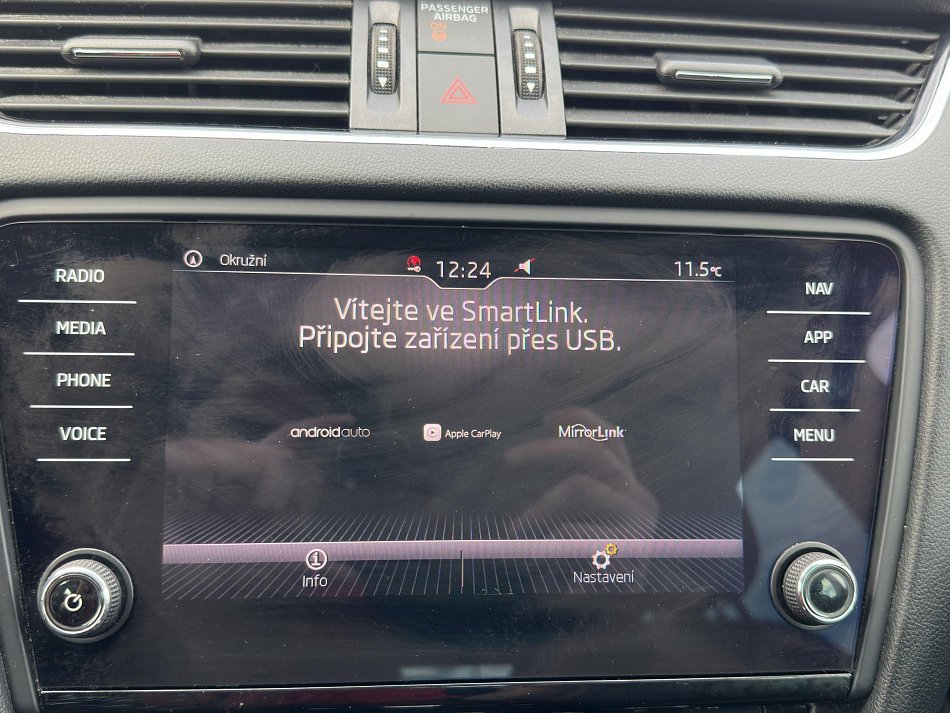 PASSENGER
AIRBAG
ON
Okružní
12:24
11.5°C
RADIO
MEDIA
PHONE
VOICE
Vítejte ve SmartLink.
Připojte zařízení přes USB.
androidauto
Apple CarPlay
MirrorLink
Info
Nastavení
NAV
APP
CAR
MENU